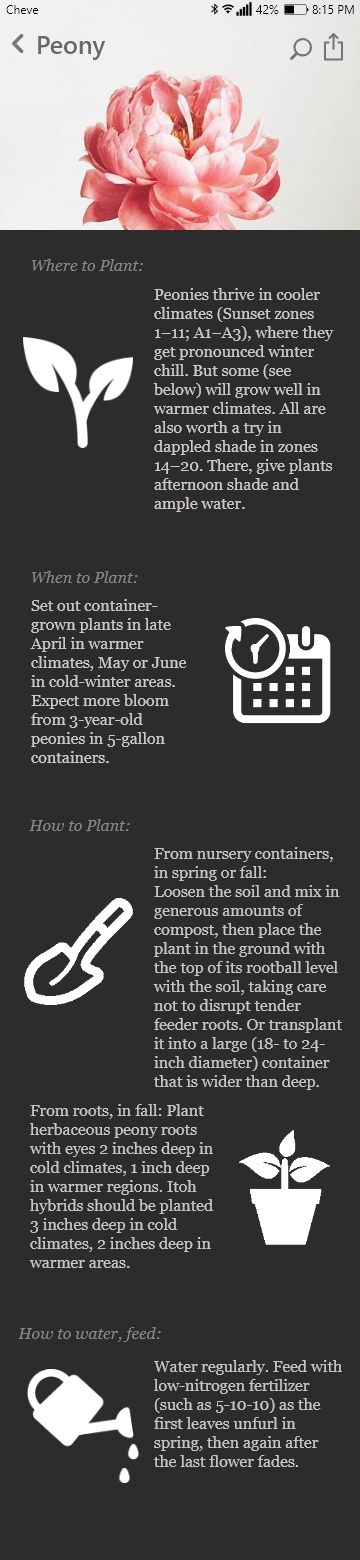 Cheve 42% 8:15 PM
Peony
Where to Plant:
Peonies thrive in cooler
climates (Sunset zones
1–11; A1–A3), where they
get pronounced winter
chill. But some (see
below) will grow well in
warmer climates. All are
also worth a try in
dappled shade in zones
14–20. There, give plants
afternoon shade and
ample water.
When to Plant:
Set out container-
grown plants in late
April in warmer
climates, May or June
in cold-winter areas.
Expect more bloom
from 3-year-old
peonies in 5-gallon
containers.
How to Plant:
From nursery containers,
in spring or fall:
Loosen the soil and mix in
generous amounts of
compost, then place the
plant in the ground with
the top of its rootball level
with the soil, taking care
not to disrupt tender
feeder roots. Or transplant
it into a large (18- to 24-
inch diameter) container
that is wider than deep.
From roots, in fall: Plant
herbaceous peony roots
with eyes 2 inches deep in
cold climates, 1 inch deep
in warmer regions. Itoh
hybrids should be planted
3 inches deep in cold
climates, 2 inches deep in
warmer areas.
How to water, feed:
Water regularly. Feed with
low-nitrogen fertilizer
(such as 5-10-10) as the
first leaves unfurl in
spring, then again after
the last flower fades.